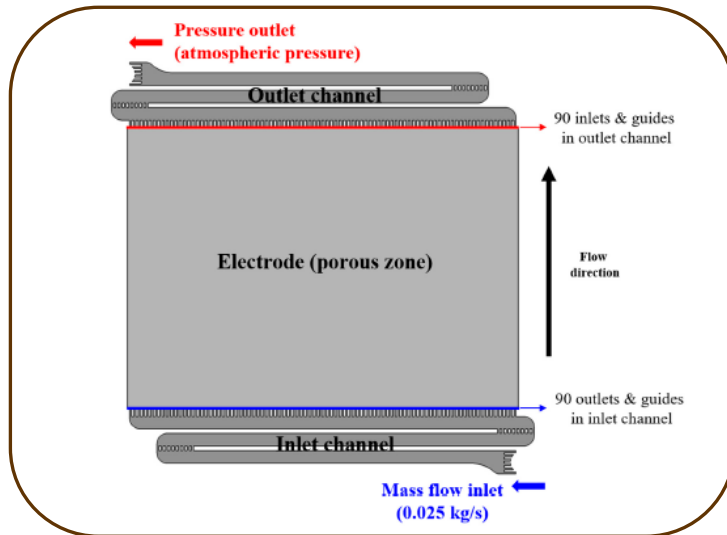 Pressure outlet
(atmospheric pressure)
Outlet channel
90 inlets & guides
in outlet channel
Electrode (porous zone)
Flow
direction
90 outlets & guides
in inlet channel
Inlet channel
Mass flow inlet
(0.025 kg/s)